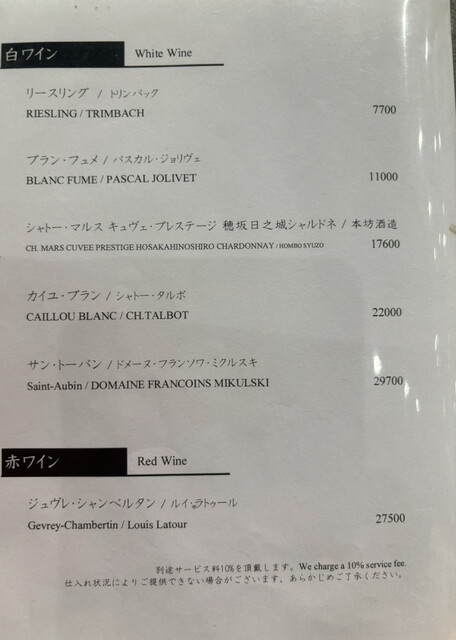 白ワイン White Wine
リースリング / トリンバック
RIESLING / TRIMBACH 7700
ブラン・フュメ / パスカル・ジョリヴェ
BLANC FUME / PASCAL JOLIVET 11000
シャトー・マルス キュヴェ・プレステージ 穂坂日之城シャルドネ / 本坊酒造
CH. MARS CUVEE PRESTIGE HOSAKAHINOSHIRO CHARDONNAY / HOMBO SYUZO 17600
カイユ・ブラン / シャトー・タルボ
CAILLOU BLANC / CH.TALBOT 22000
サン・トーバン / ドメーヌ・フランソワ・ミクルスキ
Saint-Aubin / DOMAINE FRANCOINS MIKULSKI 29700
赤ワイン Red Wine
ジュヴレ・シャンベルタン / ルイ・ラトゥール
Gevrey-Chambertin / Louis Latour 27500
別途サービス料10%を頂戴します。We charge a 10% service fee.
仕入れ状況によりご提供できない場合がございます、あらかじめご了承ください。